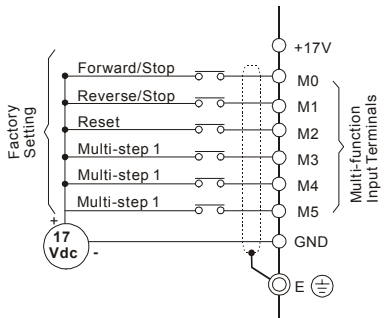 +17V
Forward/Stop
M0
Reverse/Stop
M1
Reset
M2
Multi-step 1
M3
Multi-step 1
M4
Multi-step 1
M5
Factory
Setting
Multi-function
Input Terminals
+
17
Vdc
-
GND
E